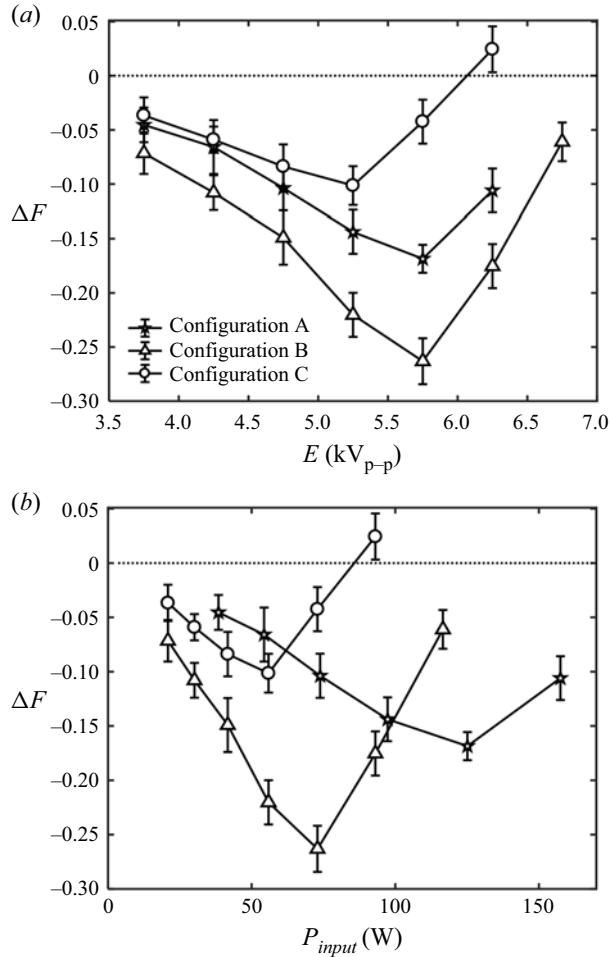 (a)
0.05
0
–0.05
–0.10
ΔF
–0.15
–0.20
–0.25
–0.30
Configuration A
Configuration B
Configuration C
3.5 4.0 4.5 5.0 5.5 6.0 6.5 7.0
E (kVp–p)
(b)
0.05
0
–0.05
–0.10
ΔF
–0.15
–0.20
–0.25
–0.30
0 50 100 150
Pinput (W)